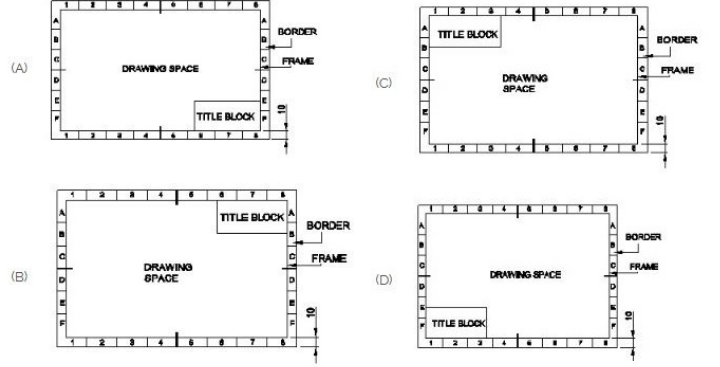 (A)
1 2 3 4 5 6 7 8
A A
B B
C C
D D
E E
F F
DRAWING SPACE
TITLE BLOCK
BORDER
FRAME
10
1 2 3 4 5 6 7 8
(C)
1 2 3 4 5 6 7 8
A A
B B
C C
D D
E E
F F
TITLE BLOCK
DRAWING
SPACE
BORDER
FRAME
10
1 2 3 4 5 6 7 8
(B)
1 2 3 4 5 6 7 8
A A
B B
C C
D D
E E
F F
TITLE BLOCK
DRAWING
SPACE
BORDER
FRAME
10
1 2 3 4 5 6 7 8
(D)
1 2 3 4 5 6 7 8
A A
B B
C C
D D
E E
F F
DRAWING SPACE
TITLE BLOCK
BORDER
FRAME
10
1 2 3 4 5 6 7 8